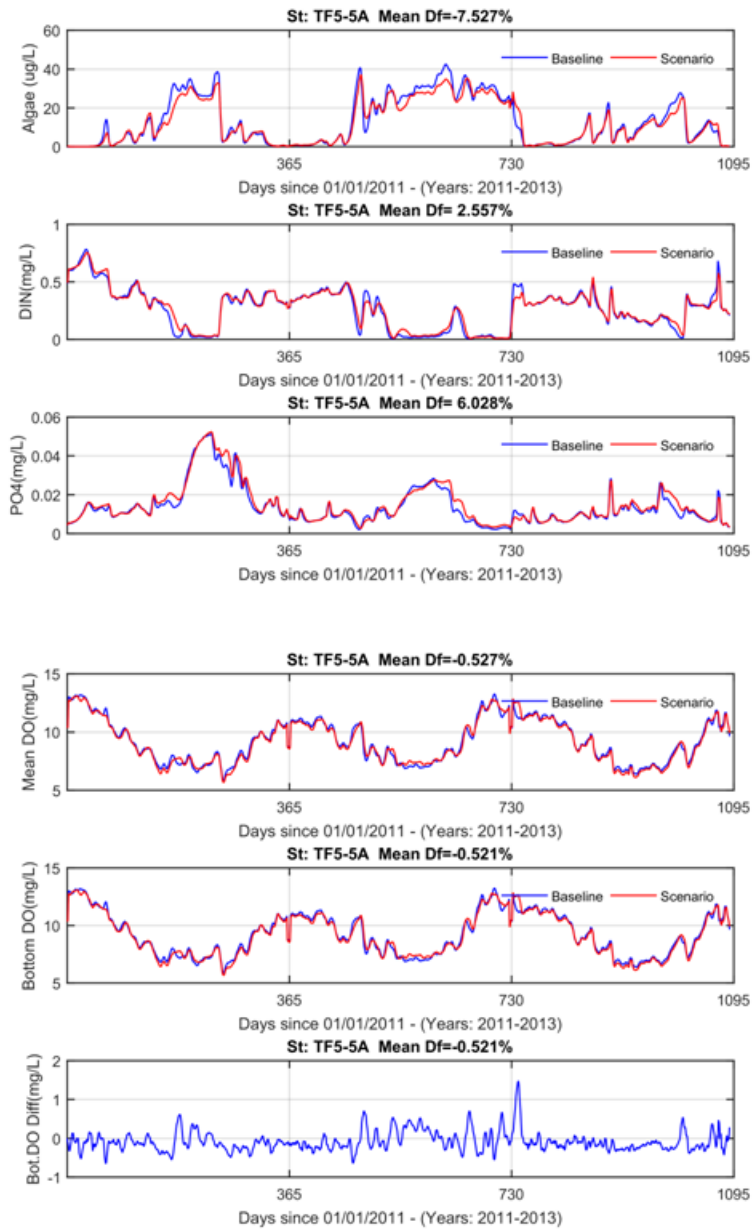 St: TF5-5A Mean Df=-7.527%
60
40
20
0
Algae (ug/L)
Baseline Scenario
365 730 1095
Days since 01/01/2011 - (Years: 2011-2013)
St: TF5-5A Mean Df= 2.557%
1
0.5
0
DIN(mg/L)
Baseline Scenario
365 730 1095
Days since 01/01/2011 - (Years: 2011-2013)
St: TF5-5A Mean Df= 6.028%
0.06
0.04
0.02
0
PO4(mg/L)
Baseline Scenario
365 730 1095
Days since 01/01/2011 - (Years: 2011-2013)
St: TF5-5A Mean Df=-0.527%
15
10
5
Mean DO(mg/L)
Baseline Scenario
365 730 1095
Days since 01/01/2011 - (Years: 2011-2013)
St: TF5-5A Mean Df=-0.521%
15
10
5
Bottom DO(mg/L)
Baseline Scenario
365 730 1095
Days since 01/01/2011 - (Years: 2011-2013)
St: TF5-5A Mean Df=-0.521%
2
1
0
-1
Bot.DO Diff(mg/L)
365 730 1095
Days since 01/01/2011 - (Years: 2011-2013)